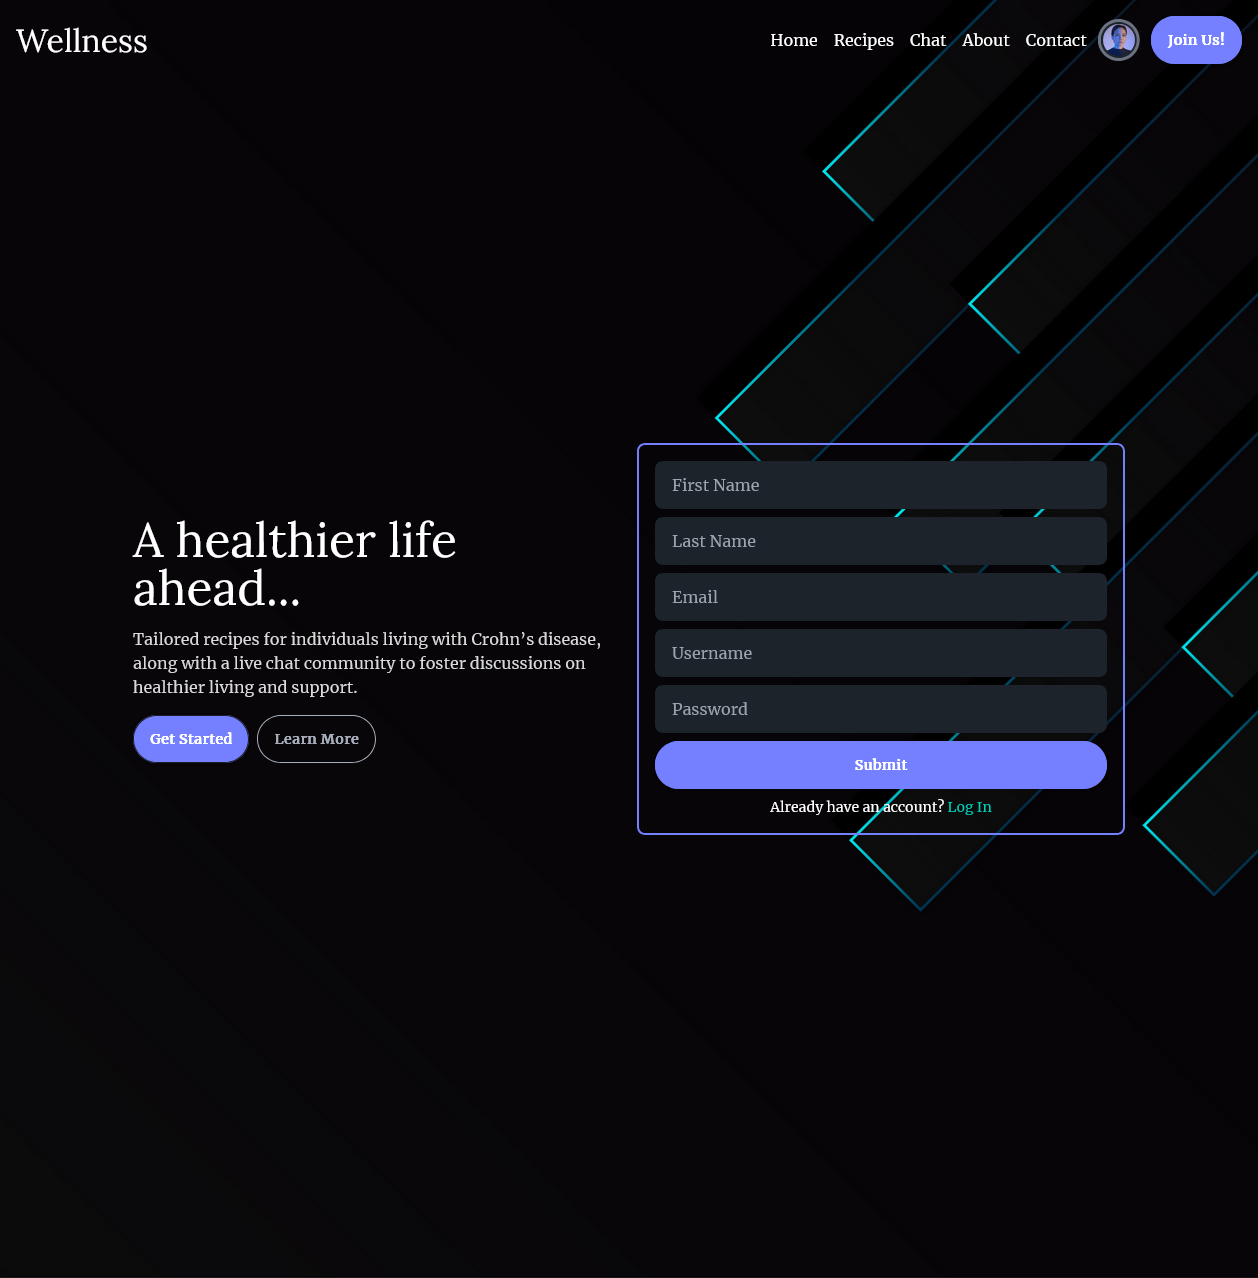 Wellness
Home Recipes Chat About Contact Join Us!
A healthier life
ahead...
Tailored recipes for individuals living with Crohn’s disease,
along with a live chat community to foster discussions on
healthier living and support.
Get Started Learn More
First Name
Last Name
Email
Username
Password
Submit
Already have an account? Log In